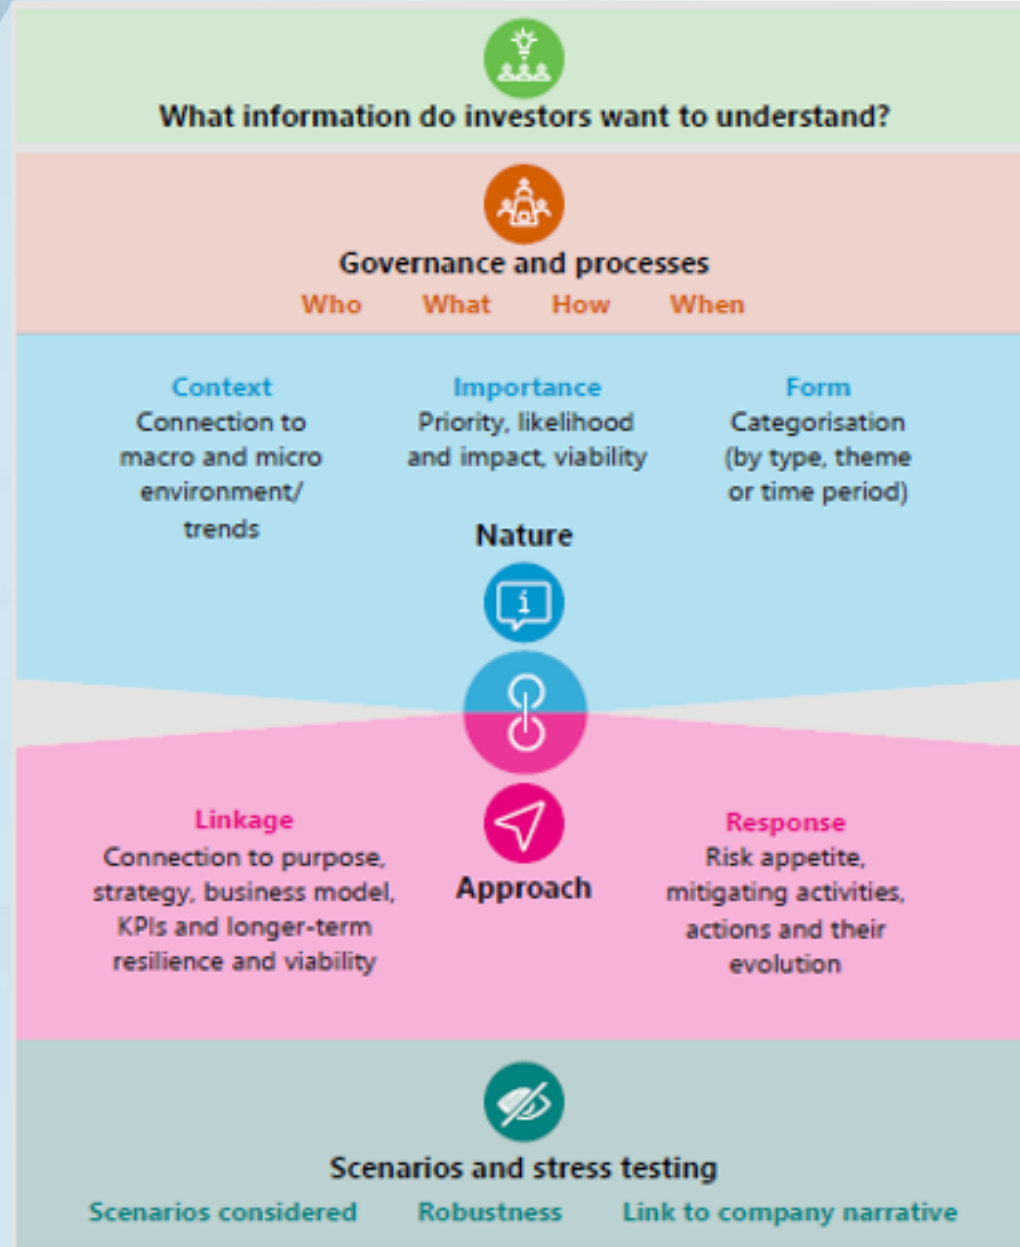 What information do investors want to understand?
Governance and processes
Who What How When
Context
Connection to
macro and micro
environment/
trends
Importance
Priority, likelihood
and impact, viability
Form
Categorisation
(by type, theme
or time period)
Nature
i
Linkage
Connection to purpose,
strategy, business model,
KPIs and longer-term
resilience and viability
Approach
Response
Risk appetite,
mitigating activities,
actions and their
evolution
Scenarios and stress testing
Scenarios considered Robustness Link to company narrative